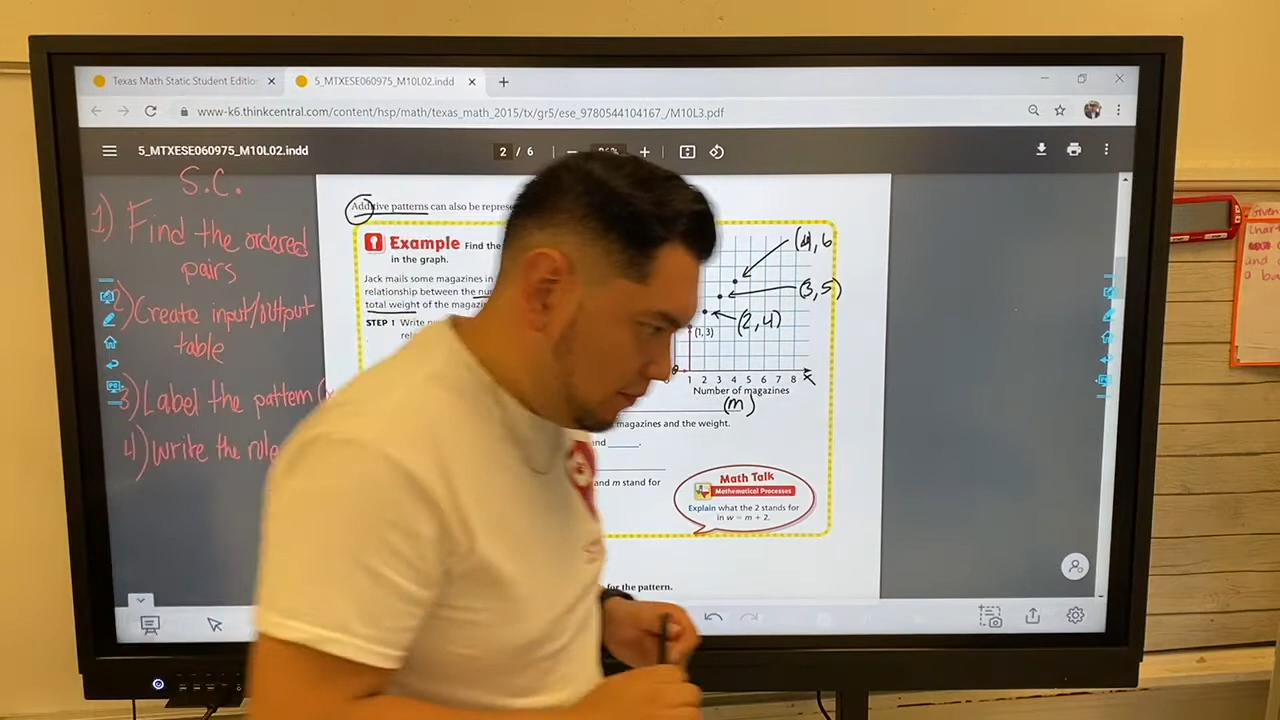 Texas Math Static Student Editio
5_MTXESE060975_M10L02.indd
www-k6.thinkcentral.com/content/hsp/math/texas_math_2015/tx/gr5/ese_9780544104167_/M10L3.pdf
5_MTXESE060975_M10L02.indd
2 / 6
S.C.
1) Find the ordered
pairs
2) Create input/output
table
3) Label the pattern
4) Write the rule
Additive patterns can also be represe
Example Find the
in the graph.
Jack mails some magazines in
relationship between the
total weight of the magazin
STEP 1 Write
(4), 6
(3, 5)
(2, 4)
(1, 3)
1 2 3 4 5 6 7 8 x
Number of magazines
(m)
magazines and the weight.
and ______.
and m stand for
Math Talk
Mathematical Processes
Explain what the 2 stands for
in w = m + 2.
for the pattern.
and
a ba